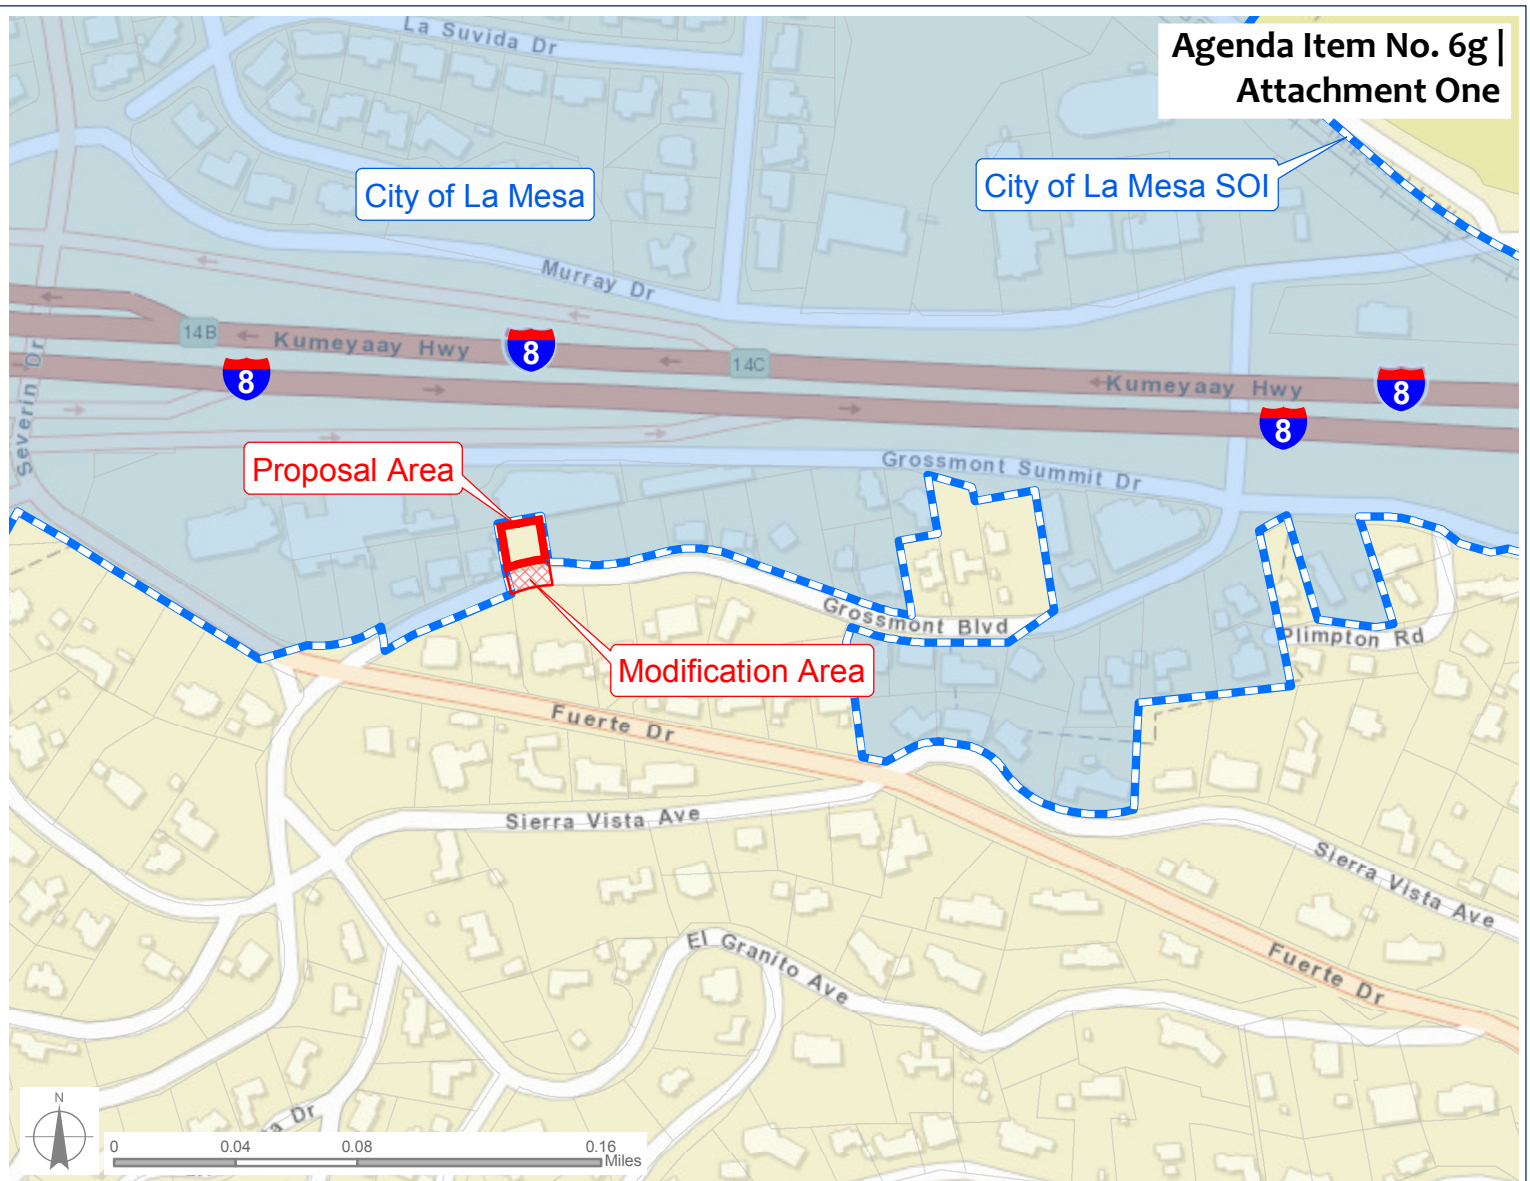 La Suvida Dr
Agenda Item No. 6g |
Attachment One
City of La Mesa
City of La Mesa SOI
Murray Dr
14B
Kumeyaay Hwy
8
14C
Kumeyaay Hwy
8
8
8
Severin Dr
Proposal Area
Grossmont Summit Dr
Grossmont Blvd
Plimpton Rd
Modification Area
Fuerte Dr
Sierra Vista Ave
Sierra Vista Ave
El Granito Ave
Fuerte Dr
N
Dr
0
0.04
0.08
0.16
Miles